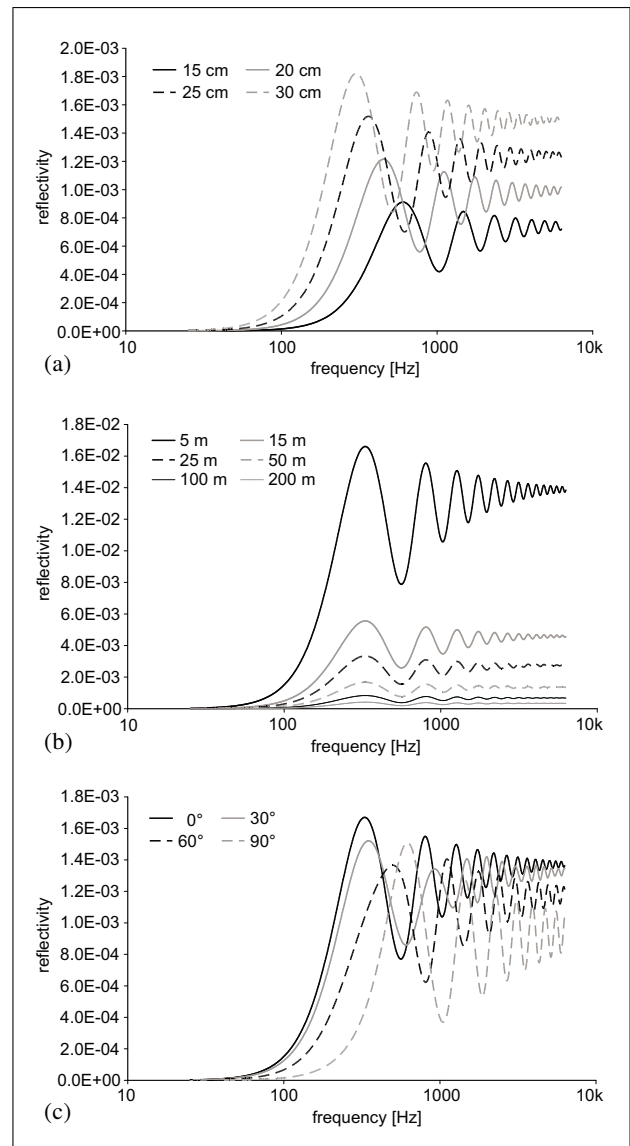 2.0E-03
1.8E-03
1.6E-03
1.4E-03
1.2E-03
1.0E-03
8.0E-04
6.0E-04
4.0E-04
2.0E-04
0.0E+00
reflectivity
15 cm 20 cm
25 cm 30 cm
10 100 1000 10k
frequency [Hz]
(a)
1.8E-02
1.6E-02
1.4E-02
1.2E-02
1.0E-02
8.0E-03
6.0E-03
4.0E-03
2.0E-03
0.0E+00
reflectivity
5 m 15 m
25 m 50 m
100 m 200 m
10 100 1000 10k
frequency [Hz]
(b)
1.8E-03
1.6E-03
1.4E-03
1.2E-03
1.0E-03
8.0E-04
6.0E-04
4.0E-04
2.0E-04
0.0E+00
reflectivity
0° 30°
60° 90°
10 100 1000 10k
frequency [Hz]
(c)